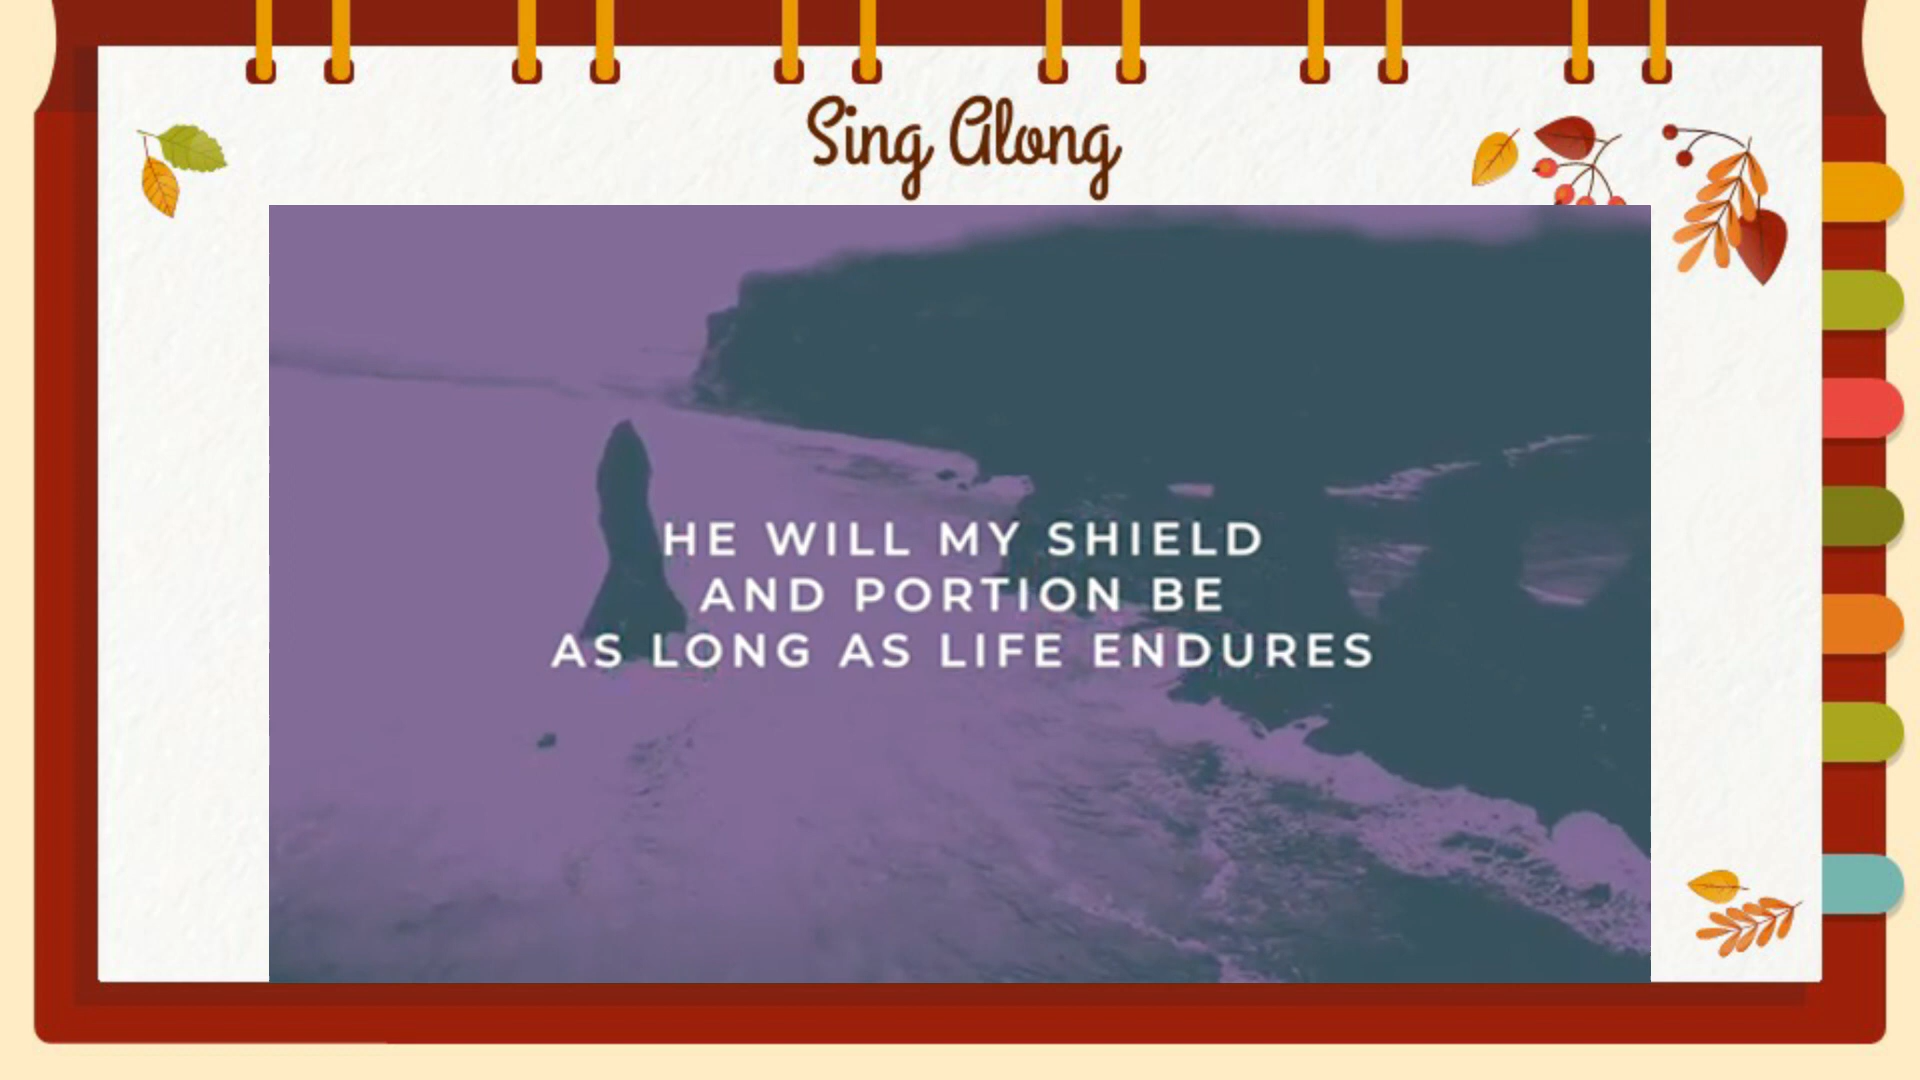 Sing Along
HE WILL MY SHIELD
AND PORTION BE
AS LONG AS LIFE ENDURES